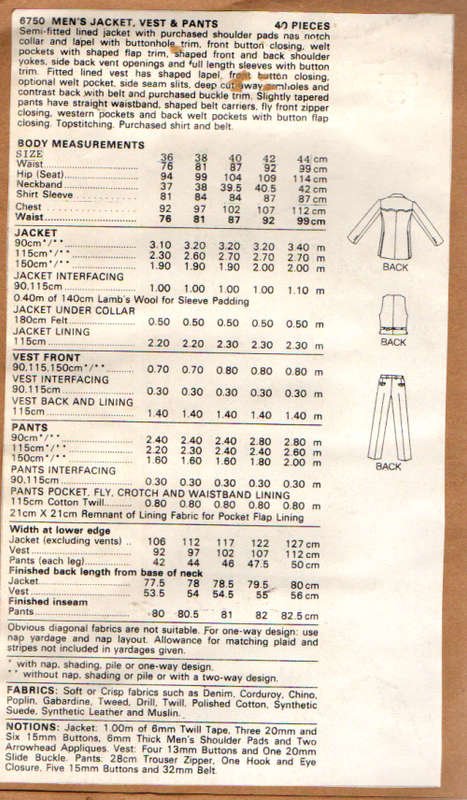 6750 MEN'S JACKET, VEST & PANTS 40 PIECES
Semi-fitted lined jacket with purchased shoulder pads has notch
collar and lapel with buttonhole trim, front button closing, welt
pockets with shaped flap trim, shaped front and back shoulder
yokes, side back vent openings and full length sleeves with button
trim. Fitted lined vest has shaped lapel, front button closing,
optional welt pocket, side seam slits, deep cut away armholes and
contrast back with belt and purchased buckle trim. Slightly tapered
pants have straight waistband, shaped belt carriers, fly front zipper
closing, western pockets and back welt pockets with button flap
closing. Topstitching. Purchased shirt and belt.
BODY MEASUREMENTS
SIZE 36 38 40 42 44 cm
Waist 76 81 87 92 99 cm
Hip (Seat) 94 99 104 109 114 cm
Neckband 37 38 39.5 40.5 42 cm
Shirt Sleeve 81 84 84 87 87 cm
Chest 92 97 102 107 112 cm
Waist 76 81 87 92 99 cm
JACKET
90cm*/** 3.10 3.20 3.20 3.20 3.40 m
115cm*/** 2.30 2.60 2.70 2.70 2.70 m
150cm*/** 1.90 1.90 1.90 2.00 2.00 m
JACKET INTERFACING
90,115cm 1.00 1.00 1.00 1.00 1.10 m
0.40m of 140cm Lamb's Wool for Sleeve Padding
JACKET UNDER COLLAR
180cm Felt 0.50 0.50 0.50 0.50 0.50 m
JACKET LINING
115cm 2.20 2.20 2.30 2.30 2.30 m
VEST FRONT
90,115,150cm*/** 0.70 0.70 0.80 0.80 0.80 m
VEST INTERFACING
90,115cm 0.30 0.30 0.30 0.30 0.30 m
VEST BACK AND LINING
115cm 1.40 1.40 1.40 1.40 1.40 m
PANTS
90cm*/** 2.40 2.40 2.40 2.80 2.80 m
115cm*/** 2.20 2.30 2.40 2.40 2.60 m
150cm*/** 1.60 1.60 1.60 1.80 2.00 m
PANTS INTERFACING
90,115cm 0.30 0.30 0.30 0.30 0.30 m
PANTS POCKET, FLY, CROTCH AND WAISTBAND LINING
115cm Cotton Twill 0.80 0.80 0.80 0.80 0.80 m
21cm X 21cm Remnant of Lining Fabric for Pocket Flap Lining
Width at lower edge
Jacket (excluding vents) .. 106 112 117 122 127 cm
Vest 92 97 102 107 112 cm
Pants (each leg) 42 44 46 47.5 50 cm
Finished back length from base of neck
Jacket 77.5 78 78.5 79.5 80 cm
Vest 53.5 54 54.5 55 56 cm
Finished inseam
Pants 80 80.5 81 82 82.5 cm
Obvious diagonal fabrics are not suitable. For one-way design: use
nap yardage and nap layout. Allowance for matching plaid and
stripes not included in yardages given.
* with nap, shading, pile or one-way design.
** without nap, shading or pile or with a two-way design.
FABRICS: Soft or Crisp fabrics such as Denim, Corduroy, Chino,
Poplin, Gabardine, Tweed, Drill, Twill, Polished Cotton, Synthetic
Suede, Synthetic Leather and Muslin.
NOTIONS: Jacket: 1.00m of 6mm Twill Tape, Three 20mm and
Six 15mm Buttons, 6mm Thick Men's Shoulder Pads and Two
Arrowhead Appliques. Vest: Four 13mm Buttons and One 20mm
Slide Buckle. Pants: 28cm Trouser Zipper, One Hook and Eye
Closure, Five 15mm Buttons and 32mm Belt.
BACK
BACK
BACK